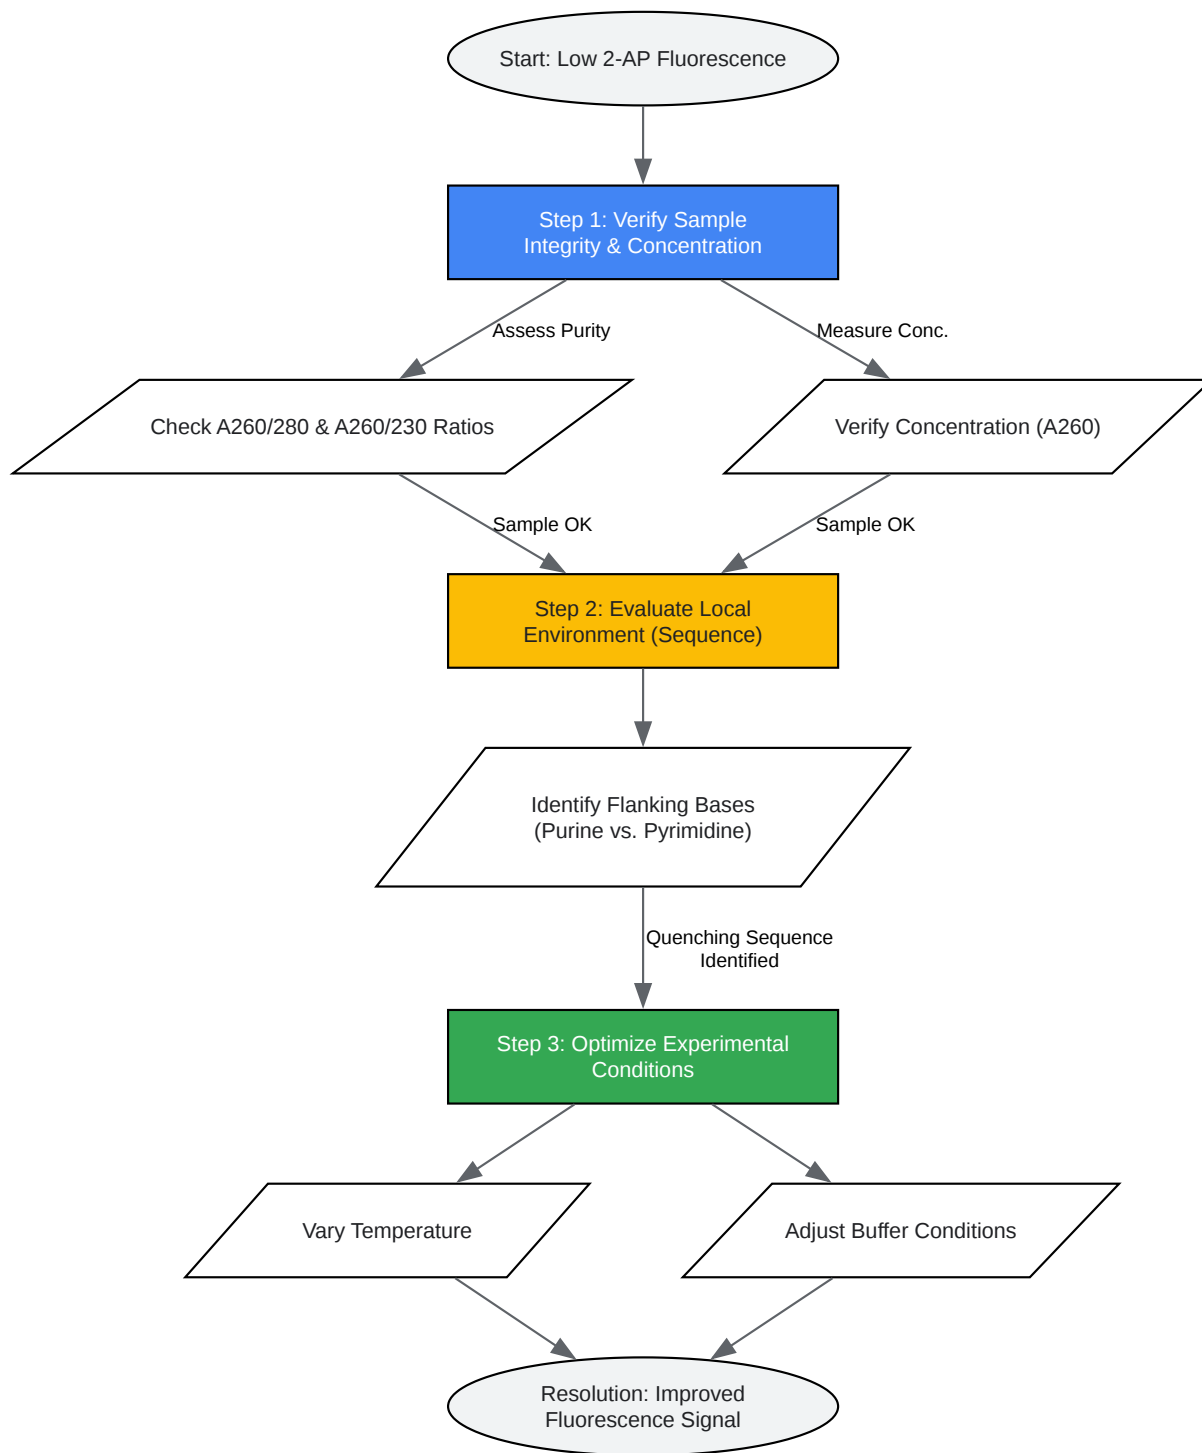 Start: Low 2-AP Fluorescence
Step 1: Verify Sample
Integrity & Concentration
Assess Purity
Measure Conc.
Check A260/280 & A260/230 Ratios
Verify Concentration (A260)
Sample OK
Sample OK
Step 2: Evaluate Local
Environment (Sequence)
Identify Flanking Bases
(Purine vs. Pyrimidine)
Quenching Sequence
Identified
Step 3: Optimize Experimental
Conditions
Vary Temperature
Adjust Buffer Conditions
Resolution: Improved
Fluorescence Signal